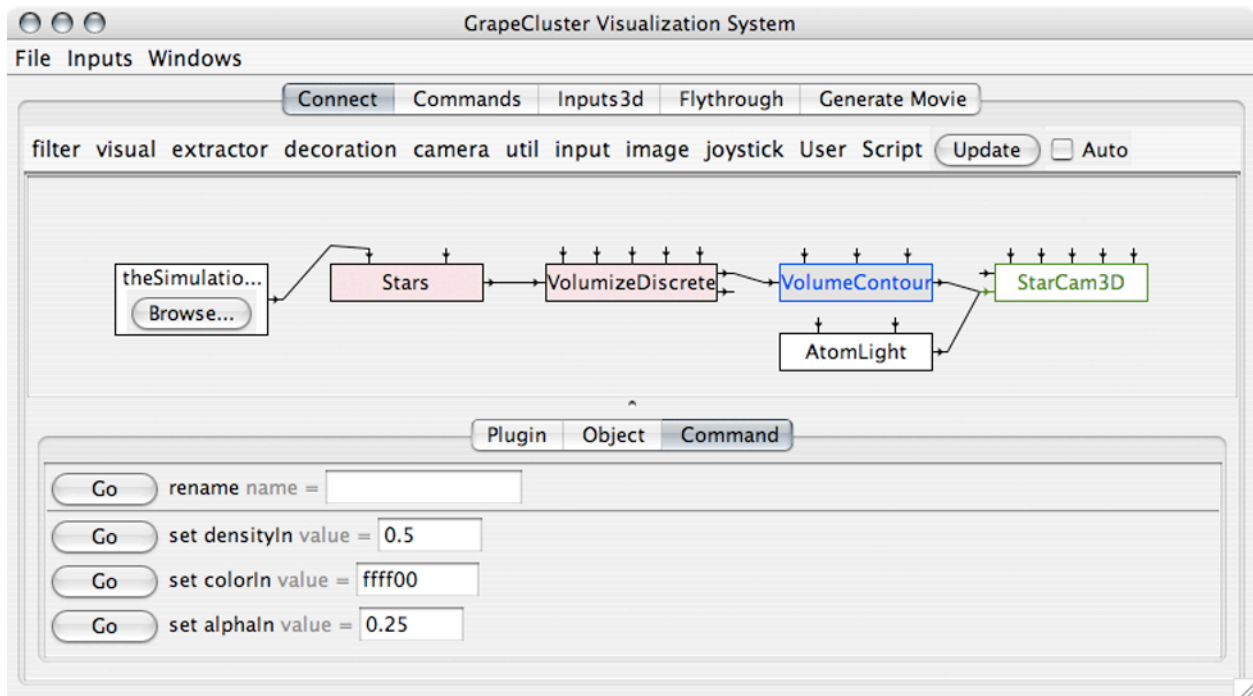 GrapeCluster Visualization System
File Inputs Windows
Connect Commands Inputs3d Flythrough Generate Movie
filter visual extractor decoration camera util input image joystick User Script Update Auto
theSimulatio... Stars VolumizeDiscrete VolumeContour StarCam3D
Browse...
AtomLight
Plugin Object Command
Go rename name =
Go set densityIn value = 0.5
Go set colorIn value = ffff00
Go set alphaIn value = 0.25